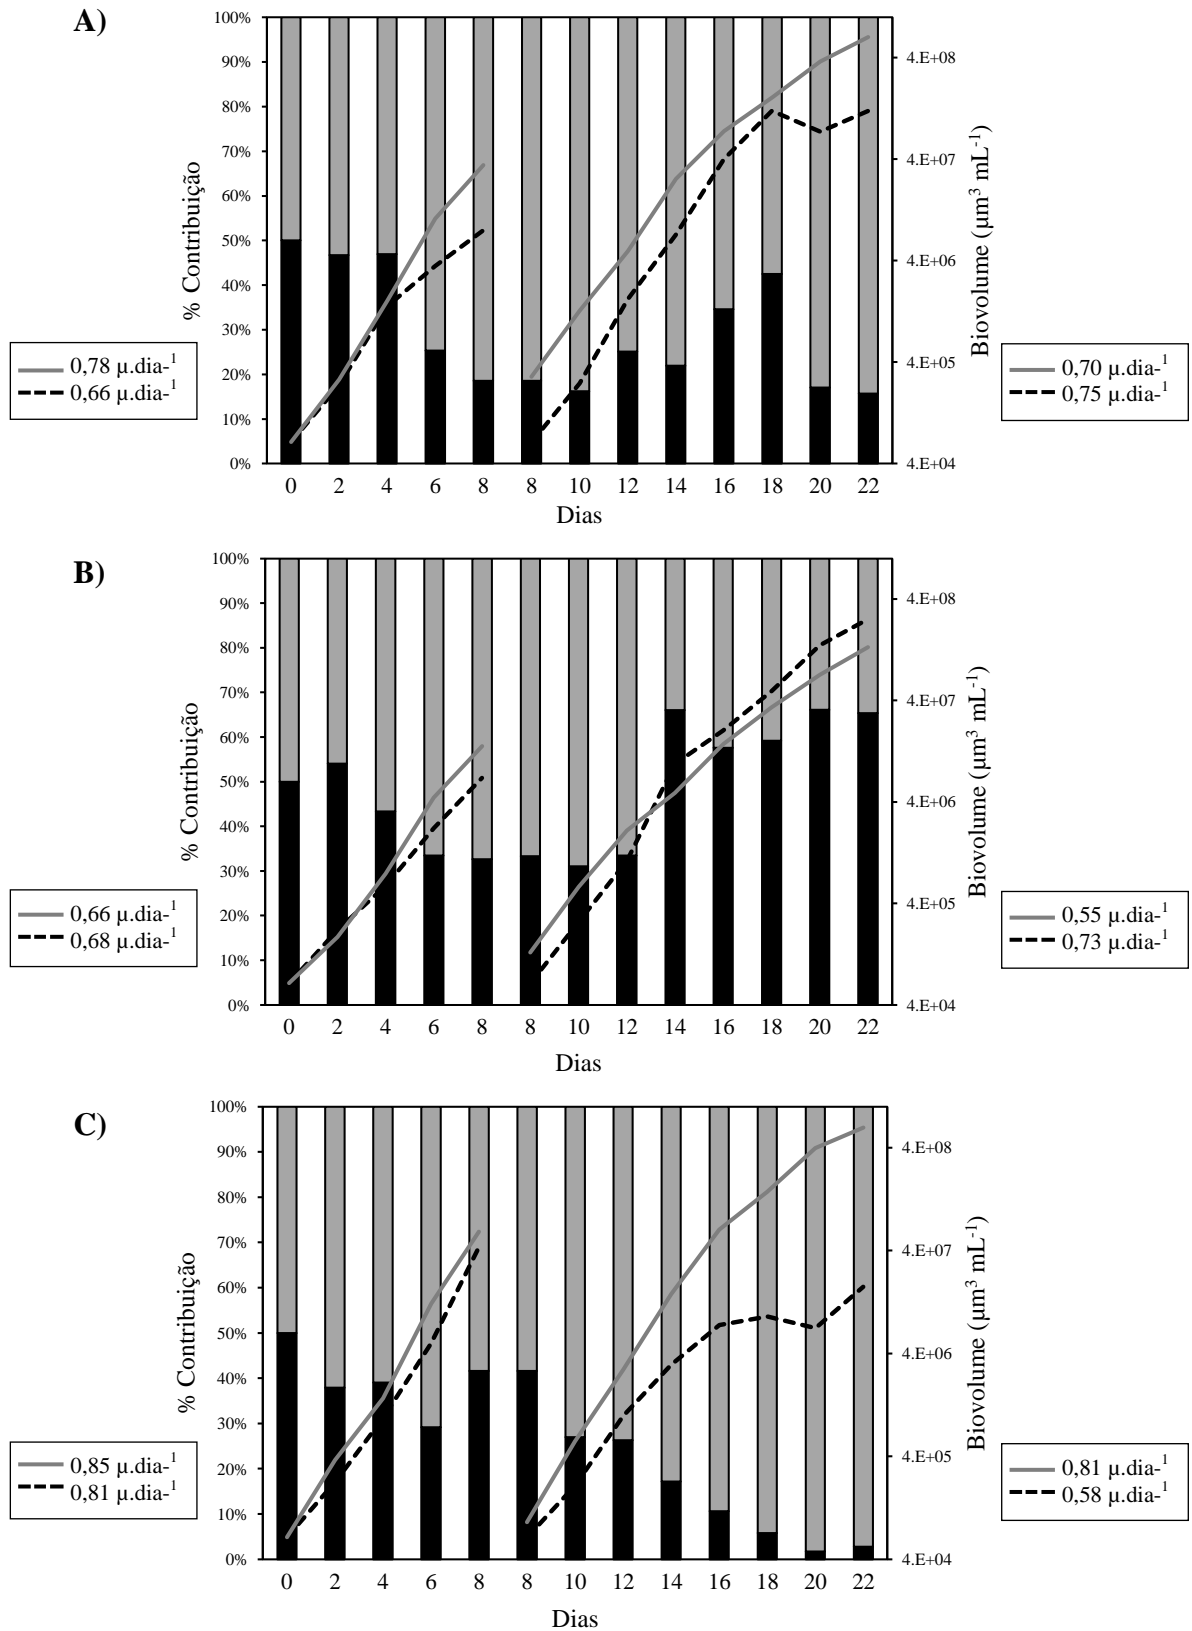 A)
100%
90%
80%
70%
60%
50%
40%
30%
20%
10%
0%
% Contribuição
4.E+08
4.E+07
4.E+06
4.E+05
4.E+04
Biovolume (µm³ mL⁻¹)
0,78 µ.dia-¹
0,66 µ.dia-¹
0,70 µ.dia-¹
0,75 µ.dia-¹
0 2 4 6 8 8 10 12 14 16 18 20 22
Dias
B)
100%
90%
80%
70%
60%
50%
40%
30%
20%
10%
0%
% Contribuição
4.E+08
4.E+07
4.E+06
4.E+05
4.E+04
Biovolume (µm³ mL⁻¹)
0,66 µ.dia-¹
0,68 µ.dia-¹
0,55 µ.dia-¹
0,73 µ.dia-¹
0 2 4 6 8 8 10 12 14 16 18 20 22
Dias
C)
100%
90%
80%
70%
60%
50%
40%
30%
20%
10%
0%
% Contribuição
4.E+08
4.E+07
4.E+06
4.E+05
4.E+04
Biovolume (µm³ mL⁻¹)
0,85 µ.dia-¹
0,81 µ.dia-¹
0,81 µ.dia-¹
0,58 µ.dia-¹
0 2 4 6 8 8 10 12 14 16 18 20 22
Dias